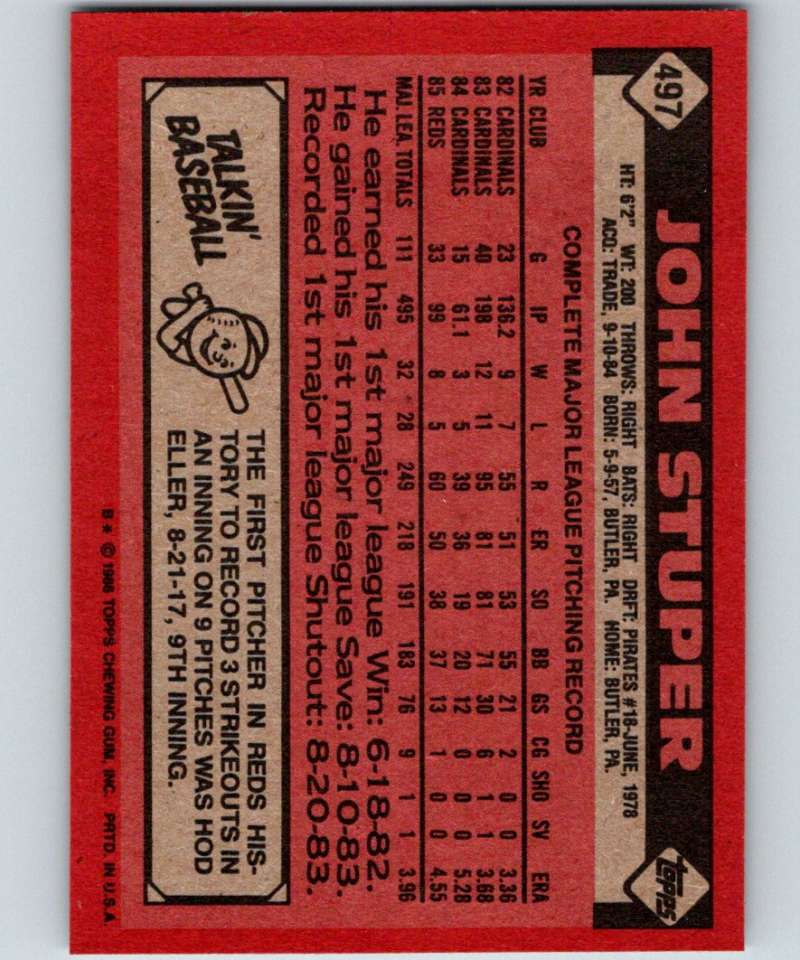 497
JOHN STUPER
topps
HT: 6'2" WT: 200 THROWS: RIGHT BATS: RIGHT DRFT: PIRATES #18-JUNE, 1978
ACQ: TRADE, 9-10-84 BORN: 5-9-57, BUTLER, PA. HOME: BUTLER, PA.
COMPLETE MAJOR LEAGUE PITCHING RECORD
YR CLUB G IP W L R ER SO BB GS CG SHO SV ERA
82 CARDINALS 23 136.2 9 7 55 51 53 55 21 2 0 0 3.36
83 CARDINALS 40 198 12 11 95 81 81 71 30 6 1 1 3.68
84 CARDINALS 15 61.1 3 5 39 36 19 20 12 0 0 0 5.28
85 REDS 33 99 8 5 60 50 38 37 13 1 0 0 4.55
MAJ. LEA. TOTALS 111 495 32 28 249 218 191 183 76 9 1 1 3.96
He earned his 1st major league Win: 6-18-82.
He gained his 1st major league Save: 8-10-83.
Recorded 1st major league Shutout: 8-20-83.
TALKIN'
BASEBALL
THE FIRST PITCHER IN REDS HIS-
TORY TO RECORD 3 STRIKEOUTS IN
AN INNING ON 9 PITCHES WAS HOD
ELLER, 8-21-17, 9TH INNING.
B* © 1986 TOPPS CHEWING GUM, INC. PRTD. IN U.S.A.